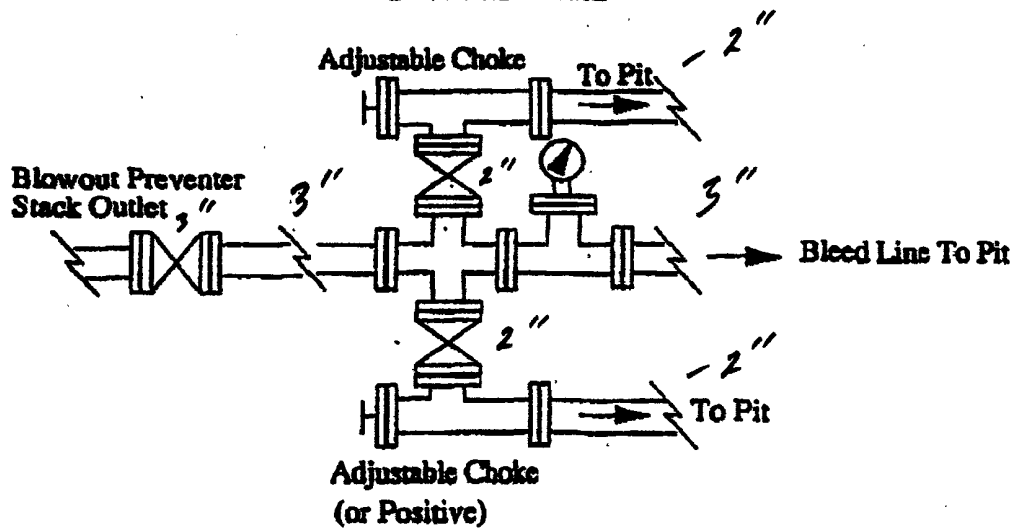 Adjustable Choke
To Pit
– 2"
Blowout Preventer
Stack Outlet
3"
3"
2"
3"
Bleed Line To Pit
2"
– 2"
To Pit
Adjustable Choke
(or Positive)